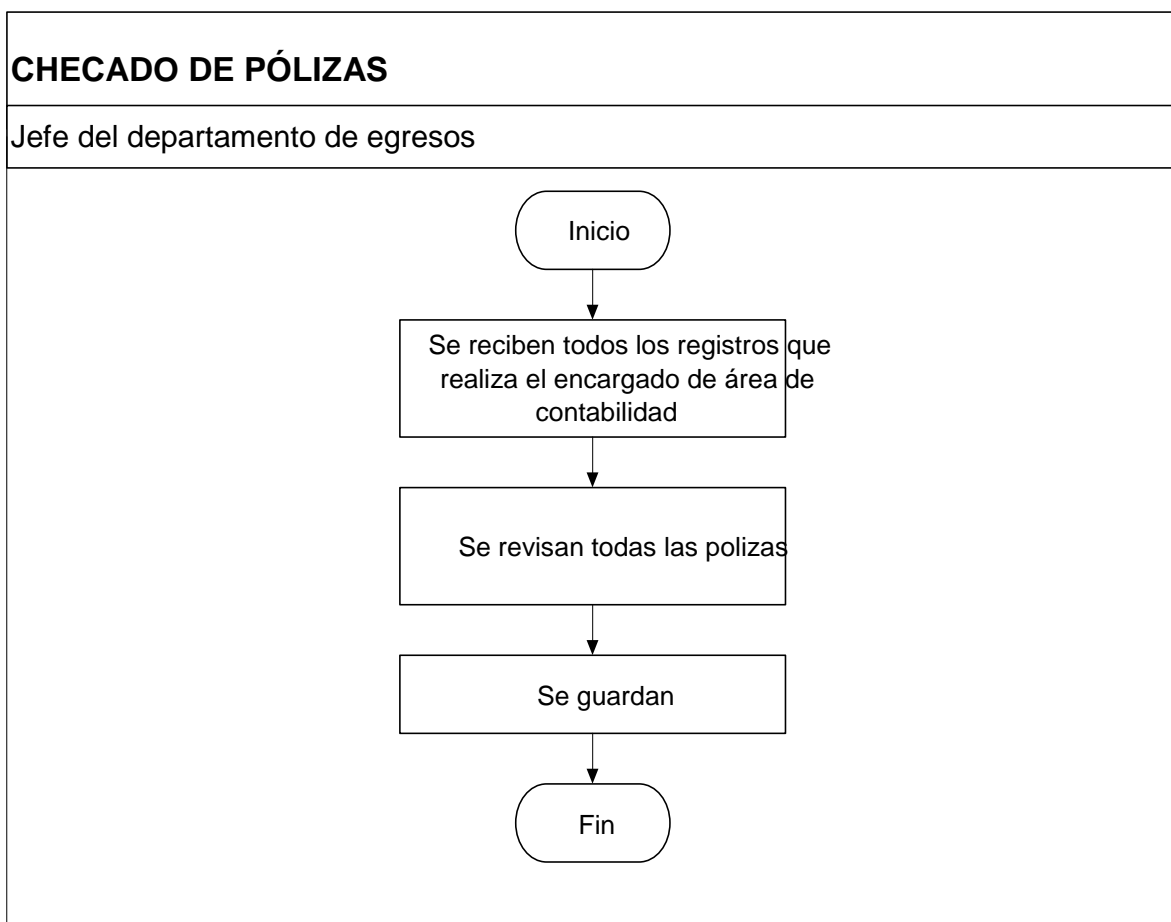 CHECADO DE PÓLIZAS
Jefe del departamento de egresos
Inicio
Se reciben todos los registros que
realiza el encargado de área de
contabilidad
Se revisan todas las polizas
Se guardan
Fin